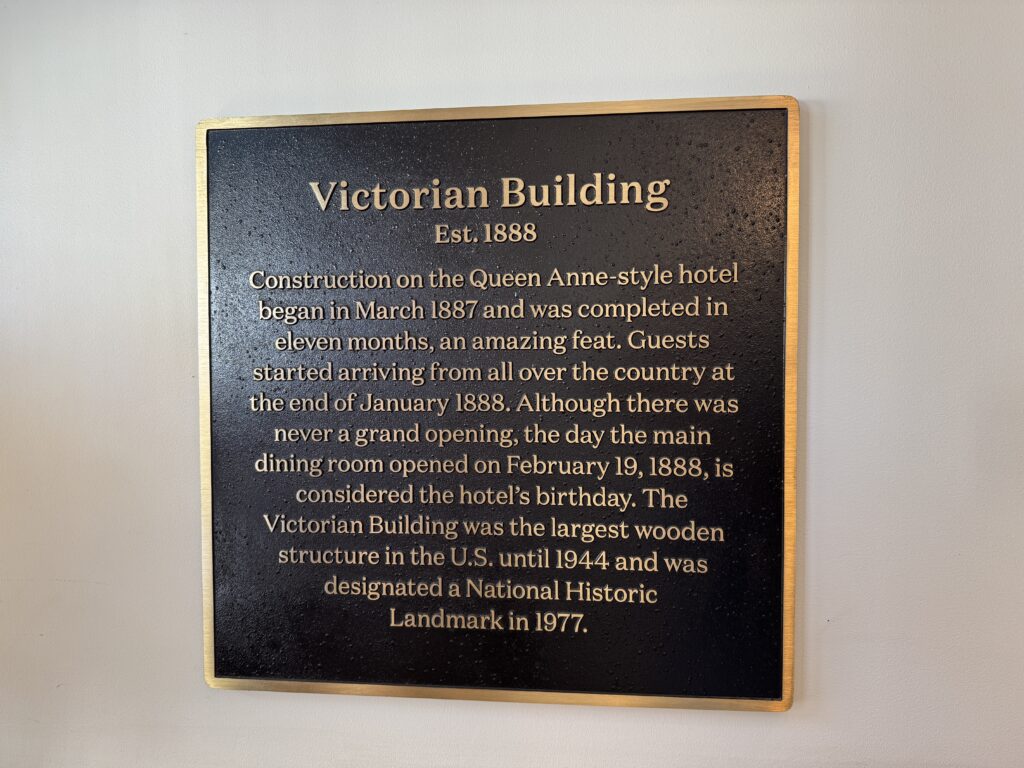 Victorian Building
Est. 1888
Construction on the Queen Anne-style hotel
began in March 1887 and was completed in
eleven months, an amazing feat. Guests
started arriving from all over the country at
the end of January 1888. Although there was
never a grand opening, the day the main
dining room opened on February 19, 1888, is
considered the hotel’s birthday. The
Victorian Building was the largest wooden
structure in the U.S. until 1944 and was
designated a National Historic
Landmark in 1977.